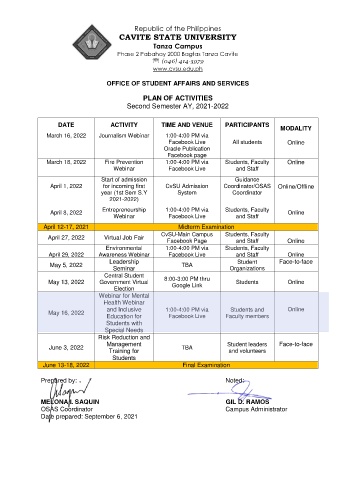 Republic of the Philippines
CAVITE STATE UNIVERSITY
Tanza Campus
Phase 2 Pabahay 2000 Bagtas Tanza Cavite
☏ (046) 414-3979
www.cvsu.edu.ph
OFFICE OF STUDENT AFFAIRS AND SERVICES
PLAN OF ACTIVITIES
Second Semester AY, 2021-2022
DATE ACTIVITY TIME AND VENUE PARTICIPANTS MODALITY
March 16, 2022 Journalism Webinar 1:00-4:00 PM via
Facebook Live
Oracle Publication
Facebook page
All students Online
March 18, 2022 Fire Prevention
Webinar
1:00-4:00 PM via
Facebook Live
Students, Faculty
and Staff
Online
April 1, 2022 Start of admission
for incoming first
year (1st Sem S.Y
2021-2022)
CvSU Admission
System
Guidance
Coordinator/OSAS
Coordinator
Online/Offline
April 8, 2022 Entrepreneurship
Webinar
1:00-4:00 PM via
Facebook Live
Students, Faculty
and Staff
Online
April 12-17, 2021 Midterm Examination
April 27, 2022 Virtual Job Fair CvSU-Main Campus
Facebook Page
Students, Faculty
and Staff
Online
April 29, 2022 Environmental
Awareness Webinar
1:00-4:00 PM via
Facebook Live
Students, Faculty
and Staff
Online
May 5, 2022 Leadership
Seminar
TBA Student
Organizations
Face-to-face
May 13, 2022 Central Student
Government Virtual
Election
8:00-3:00 PM thru
Google Link
Students Online
May 16, 2022 Webinar for Mental
Health Webinar
and Inclusive
Education for
Students with
Special Needs
1:00-4:00 PM via
Facebook Live
Students and
Faculty members
Online
June 3, 2022 Risk Reduction and
Management
Training for
Students
TBA Student leaders
and volunteers
Face-to-face
June 13-18, 2022 Final Examination
Prepared by:
Noted:
MELONA I. SAQUIN
GIL D. RAMOS
OSAS Coordinator
Campus Administrator
Date prepared: September 6, 2021